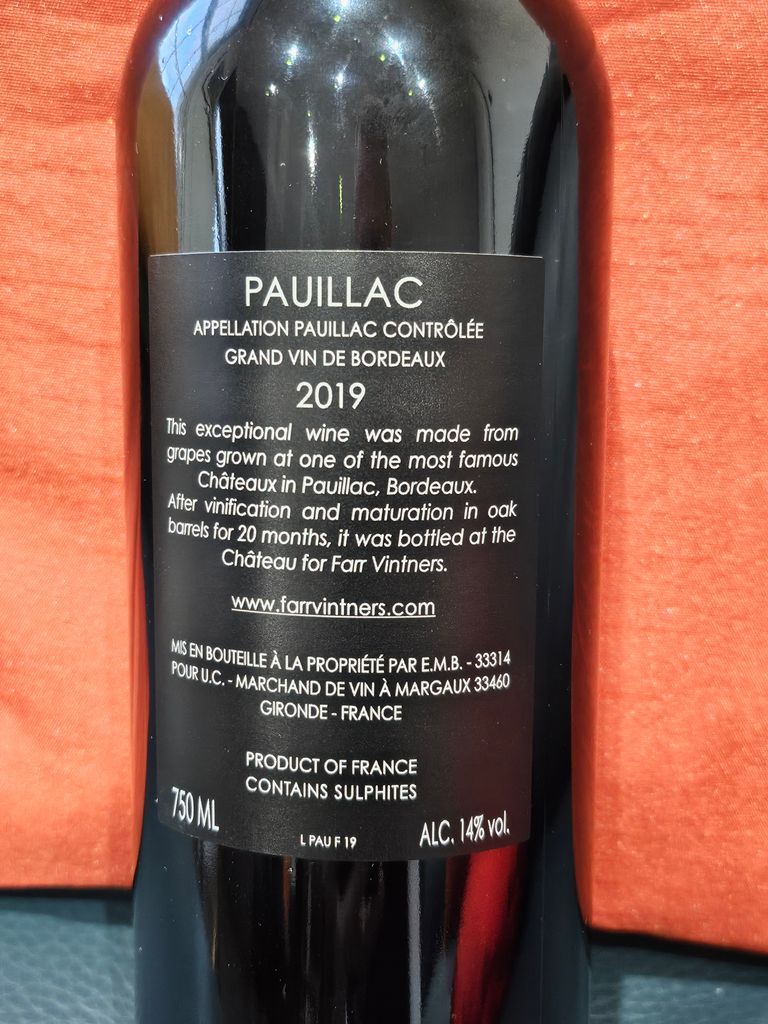 PAUILLAC
APPELLATION PAUILLAC CONTRÔLÉE
GRAND VIN DE BORDEAUX
2019
This exceptional wine was made from
grapes grown at one of the most famous
Châteaux in Pauillac, Bordeaux.
After vinification and maturation in oak
barrels for 20 months, it was bottled at the
Château for Farr Vintners.
www.farrvintners.com
MIS EN BOUTEILLE À LA PROPRIÉTÉ PAR E.M.B. - 33314
POUR U.C. - MARCHAND DE VIN À MARGAUX 33460
GIRONDE - FRANCE
PRODUCT OF FRANCE
CONTAINS SULPHITES
750 ML
L PAU F 19
ALC. 14% vol.